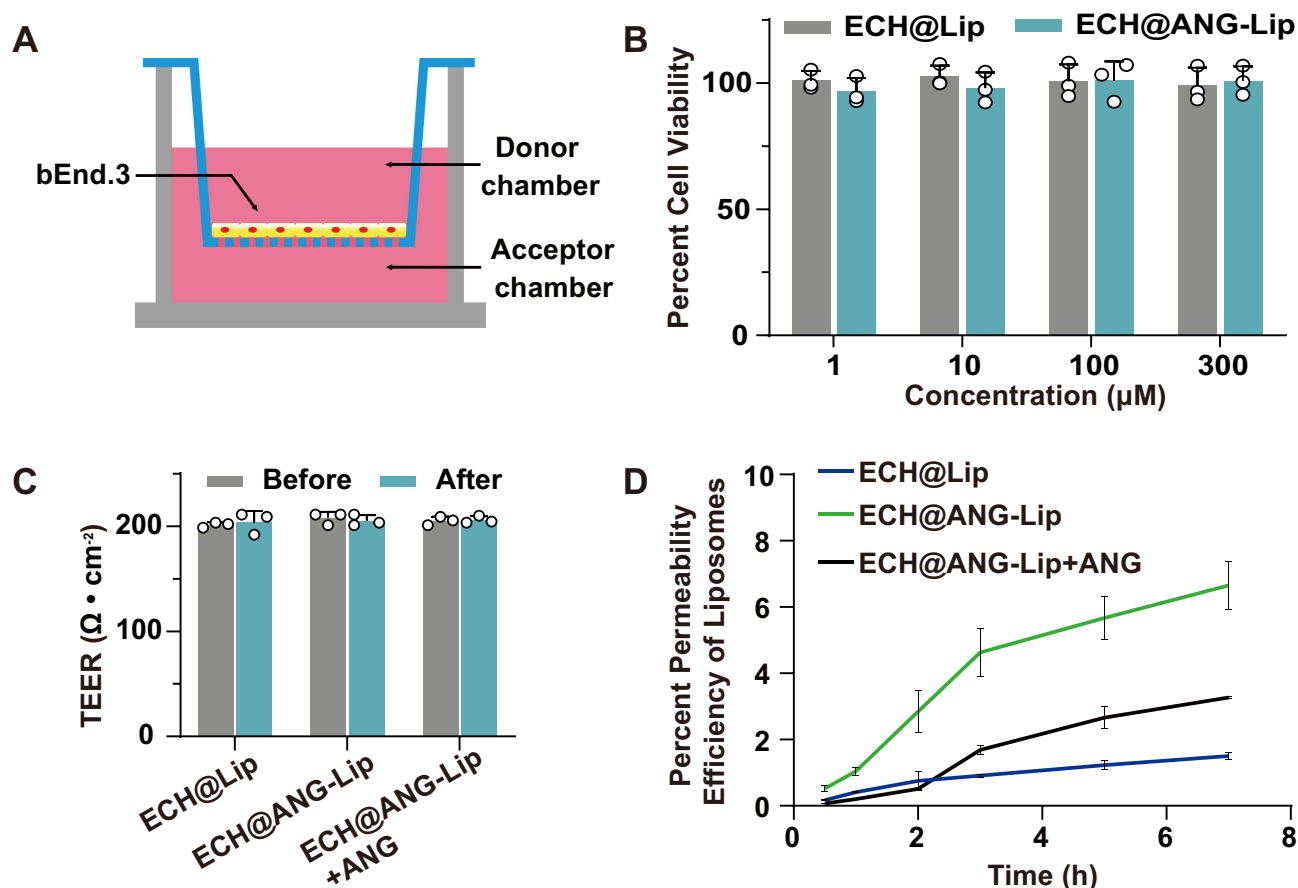 A
bEnd.3
Donor
chamber
Acceptor
chamber
B
ECH@Lip
ECH@ANG-Lip
Percent Cell Viability
100
50
0
1
10
100
300
Concentration (µM)
C
Before
After
TEER (Ω • cm⁻²)
200
100
0
ECH@Lip
ECH@ANG-Lip
ECH@ANG-Lip
+ANG
D
ECH@Lip
ECH@ANG-Lip
ECH@ANG-Lip+ANG
Percent Permeability
Efficiency of Liposomes
10
8
6
4
2
0
0
2
4
6
8
Time (h)